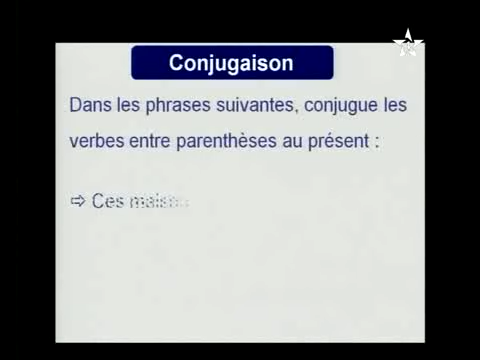 Conjugaison
Dans les phrases suivantes, conjugue les
verbes entre parenthèses au présent :
⇨ Ces